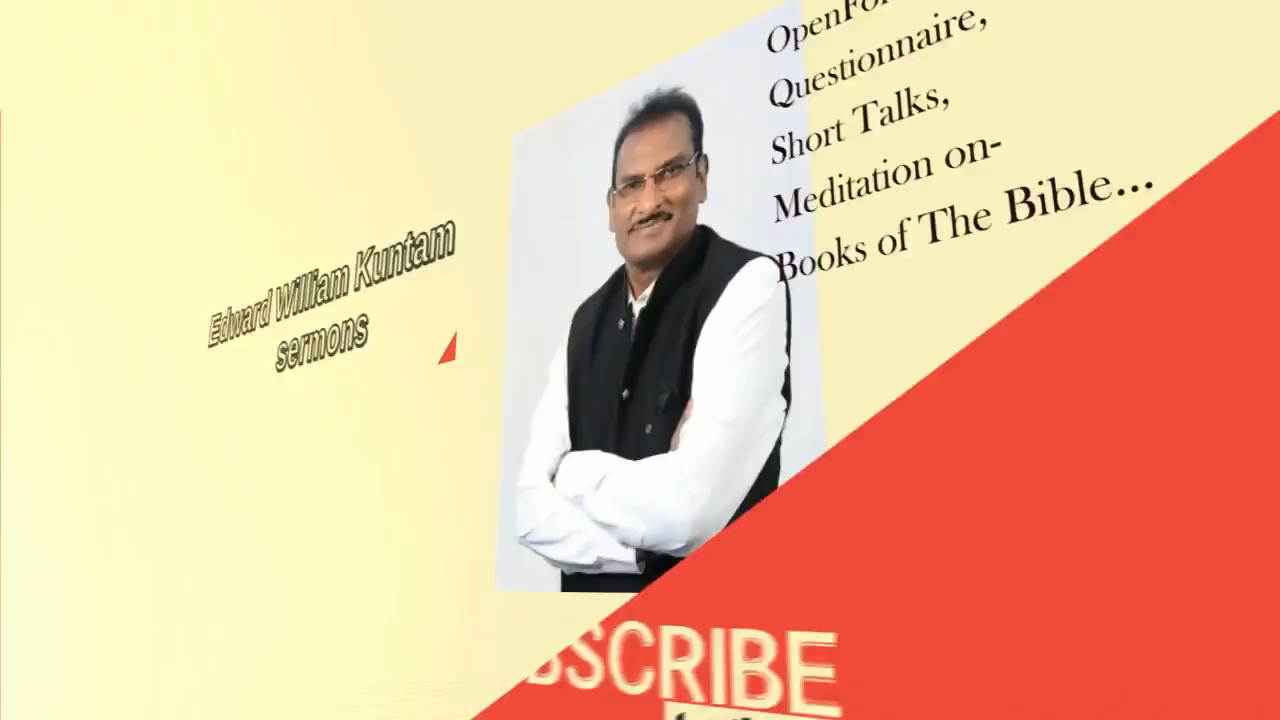 Edward William Kuntam
sermons
Questionnaire,
Short Talks,
Meditation on-
Books of The Bible...